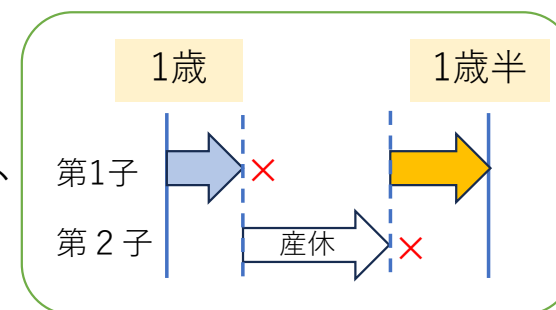 1歳 1歳半
第1子 ×
第２子 産休 ×
、